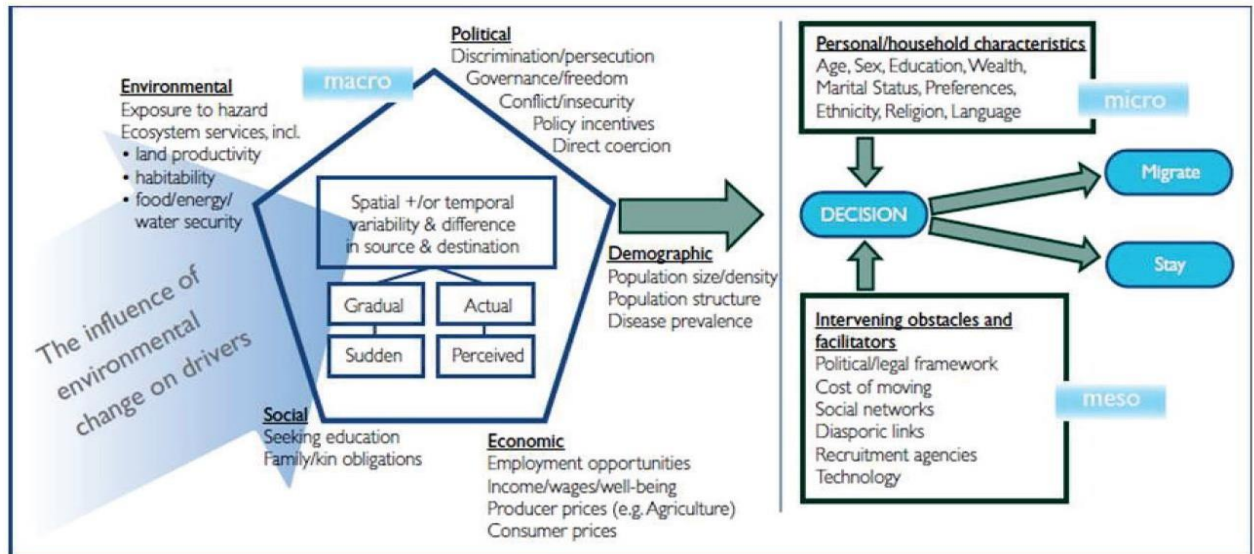 Political
Discrimination/persecution
Governance/freedom
Conflict/insecurity
Policy incentives
Direct coercion
macro
Environmental
Exposure to hazard
Ecosystem services, incl.
• land productivity
• habitability
• food/energy/
water security
Spatial +/or temporal
variability & difference
in source & destination
Gradual
Actual
Sudden
Perceived
The influence of
environmental
change on drivers
Demographic
Population size/density
Population structure
Disease prevalence
Social
Seeking education
Family/kin obligations
Economic
Employment opportunities
Income/wages/well-being
Producer prices (e.g. Agriculture)
Consumer prices
Personal/household characteristics
Age, Sex, Education, Wealth,
Marital Status, Preferences,
Ethnicity, Religion, Language
micro
DECISION
Migrate
Stay
Intervening obstacles and
facilitators
Political/legal framework
Cost of moving
Social networks
Diasporic links
Recruitment agencies
Technology
meso